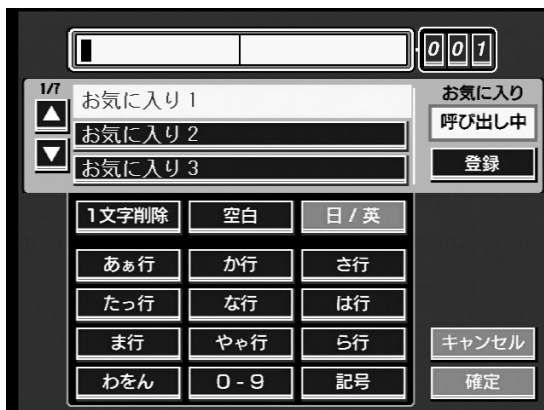 001
1/7
お気に入り1
お気に入り2
お気に入り3
お気に入り
呼び出し中
登録
1文字削除 空白 日/英
あぁ行 か行 さ行
たっ行 な行 は行
ま行 やゃ行 ら行
わをん 0-9 記号
キャンセル
確定